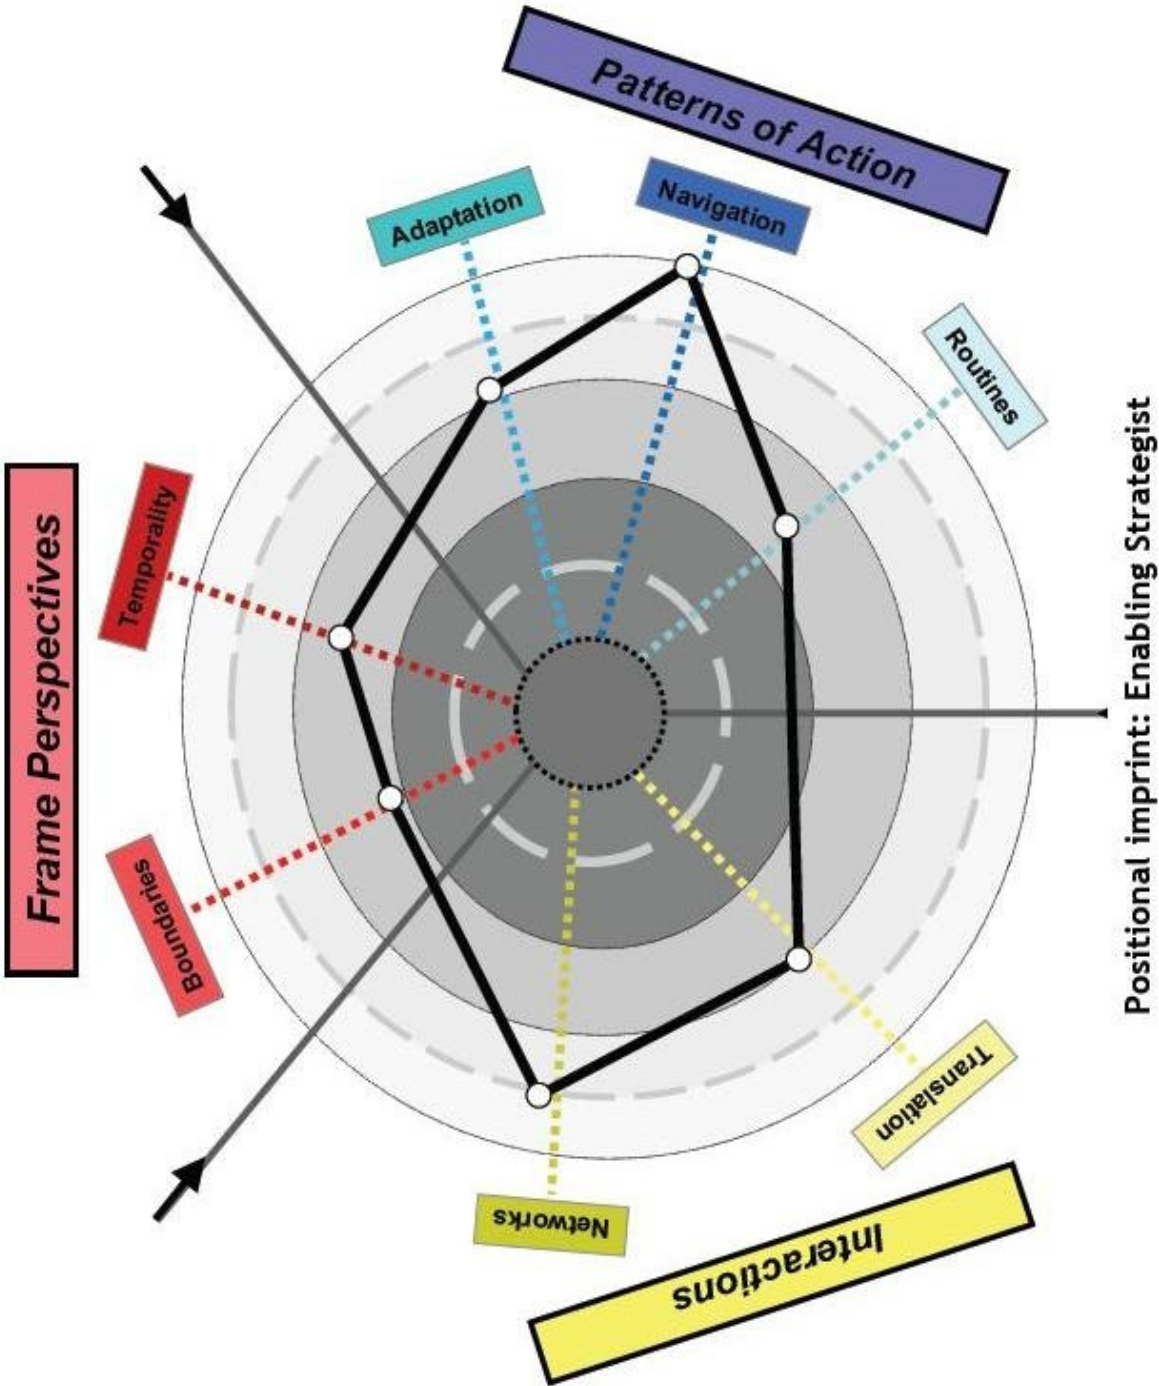 Patterns of Action
Adaptation
Navigation
Routines
Temporality
Frame Perspectives
Boundaries
Translation
Networks
Interactions
Positional imprint: Enabling Strategist